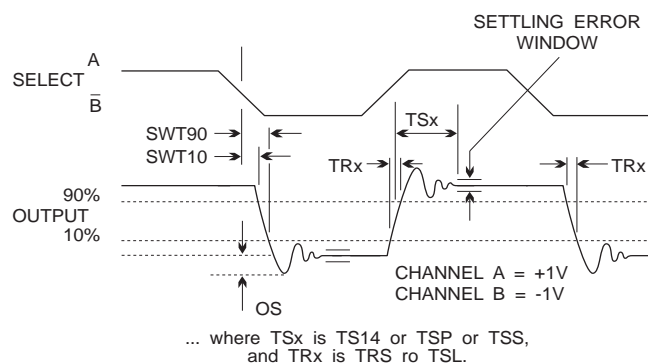 SETTLING ERROR
WINDOW
A
SELECT
B̅
SWT90
TSx
SWT10
TRx
TRx
90%
OUTPUT
10%
CHANNEL A = +1V
CHANNEL B = -1V
OS
... where TSx is TS14 or TSP or TSS,
and TRx is TRS ro TSL.